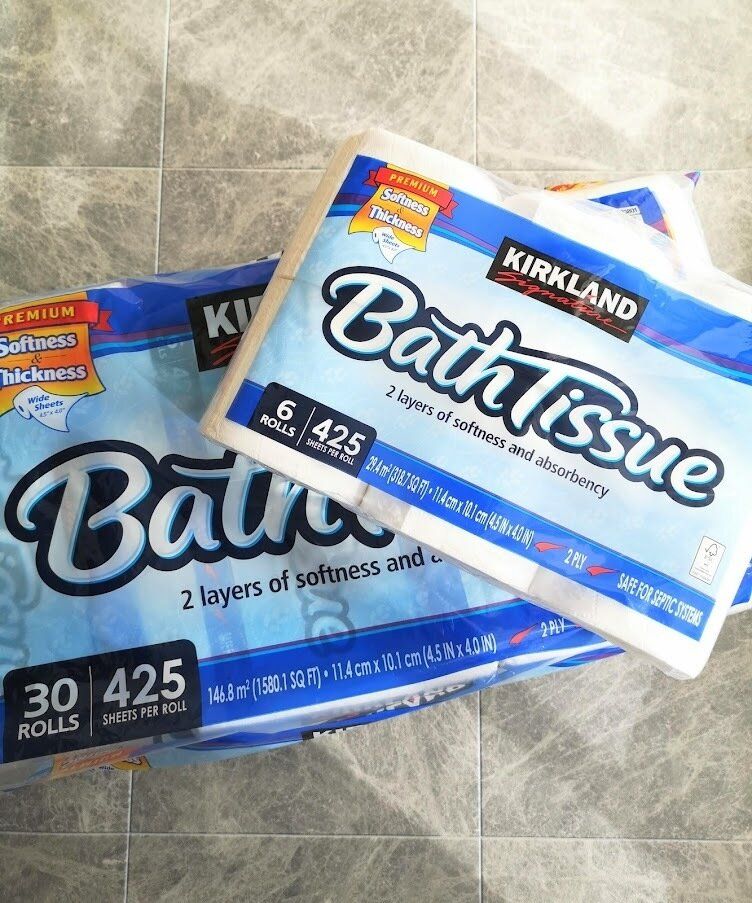 PREMIUM
Softness
&
Thickness
Wide
Sheets
KIRKLAND
Signature
Bath Tissue
2 layers of softness and absorbency
6
ROLLS
425
SHEETS PER ROLL
29.4 m² (318.7 SQ FT) • 11.4 cm x 10.1 cm (4.5 IN x 4.0 IN)
2 PLY
SAFE FOR SEPTIC SYSTEMS
REMIUM
Softness
&
Thickness
Wide
Sheets
4.5" x 4.0"
KI
Bath
2 layers of softness and a
30
ROLLS
425
SHEETS PER ROLL
146.8 m² (1580.1 SQ FT) • 11.4 cm x 10.1 cm (4.5 IN x 4.0 IN)
2 PLY